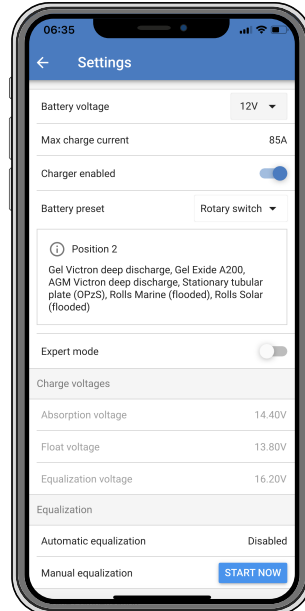 06:35
Settings
Battery voltage 12V
Max charge current 85A
Charger enabled
Battery preset Rotary switch
Position 2
Gel Victron deep discharge, Gel Exide A200,
AGM Victron deep discharge, Stationary tubular
plate (OPzS), Rolls Marine (flooded), Rolls Solar
(flooded)
Expert mode
Charge voltages
Absorption voltage 14.40V
Float voltage 13.80V
Equalization voltage 16.20V
Equalization
Automatic equalization Disabled
Manual equalization START NOW